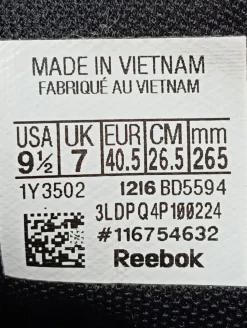 MADE IN VIETNAM
FABRIQUÉ AU VIETNAM
USA UK EUR CM mm
9½ 7 40.5 26.5 265
1Y3502 1216 BD5594
3LDPQ4P100224
#116754632
Reebok